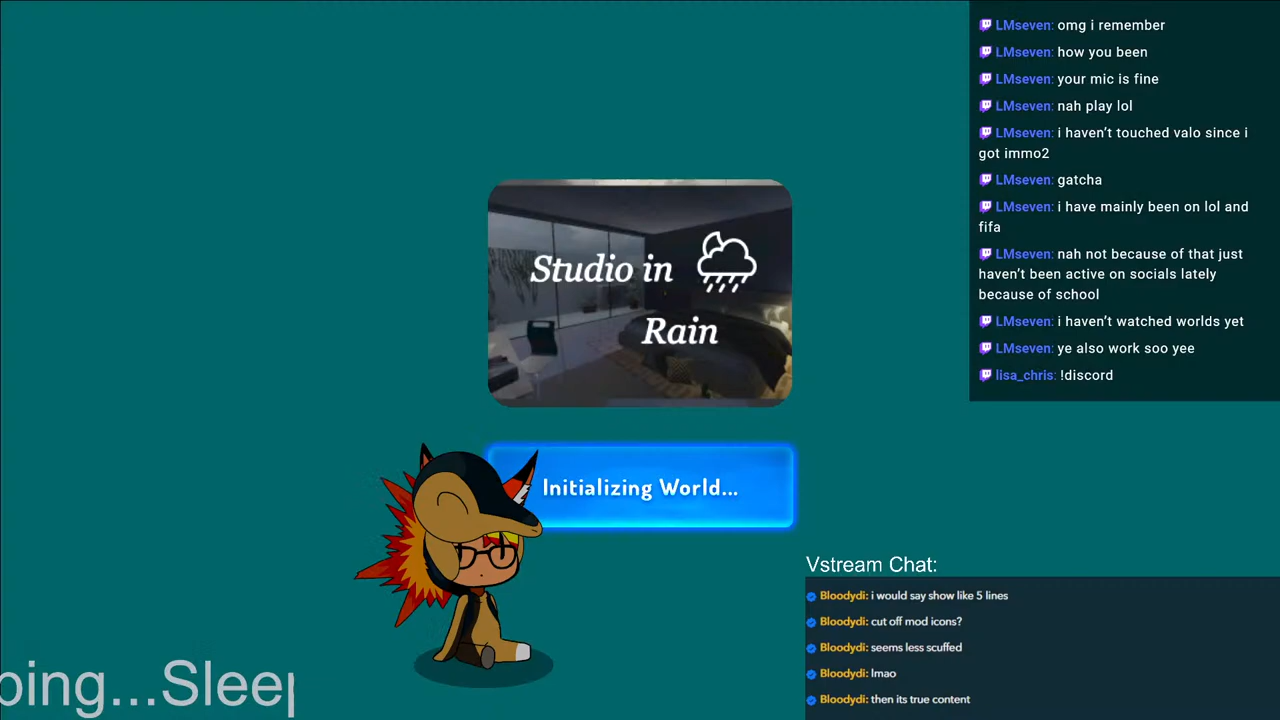 LMseven: omg i remember
LMseven: how you been
LMseven: your mic is fine
LMseven: nah play lol
LMseven: i haven't touched valo since i
got immo2
LMseven: gatcha
LMseven: i have mainly been on lol and
fifa
LMseven: nah not because of that just
haven't been active on socials lately
because of school
LMseven: i haven't watched worlds yet
LMseven: ye also work soo yee
lisa_chris: !discord
Studio in
Rain
Initializing World...
Vstream Chat:
Bloodydi: i would say show like 5 lines
Bloodydi: cut off mod icons?
Bloodydi: seems less scuffed
Bloodydi: lmao
Bloodydi: then its true content
ping...Sleep